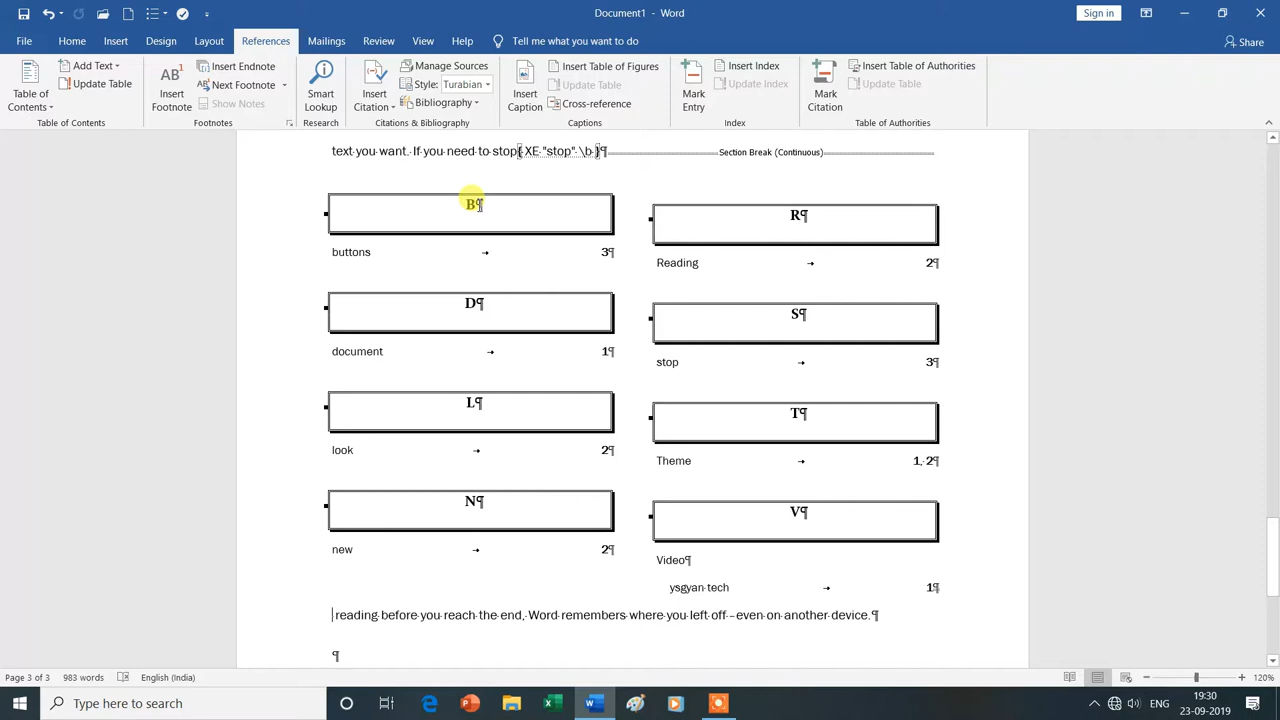 Document1 - Word
Sign in
File Home Insert Design Layout References Mailings Review View Help Tell me what you want to do Share
Table of Contents
Add Text
Update Table
Table of Contents
AB¹
Insert Footnote
Insert Endnote
Next Footnote
Show Notes
Footnotes
Smart Lookup
Research
Insert Citation
Manage Sources
Style: Turabian
Bibliography
Citations & Bibliography
Insert Caption
Insert Table of Figures
Update Table
Cross-reference
Captions
Mark Entry
Insert Index
Update Index
Index
Mark Citation
Insert Table of Authorities
Update Table
Table of Authorities
text you want. If you need to stop{ XE "stop" \b }¶ Section Break (Continuous)
B¶
buttons → 3¶
D¶
document → 1¶
L¶
look → 2¶
N¶
new → 2¶
R¶
Reading → 2¶
S¶
stop → 3¶
T¶
Theme → 1, 2¶
V¶
Video¶
ysgyan tech → 1¶
reading before you reach the end, Word remembers where you left off – even on another device.¶
¶
Page 3 of 3 983 words English (India) 120%
Type here to search
ENG
19:30
23-09-2019